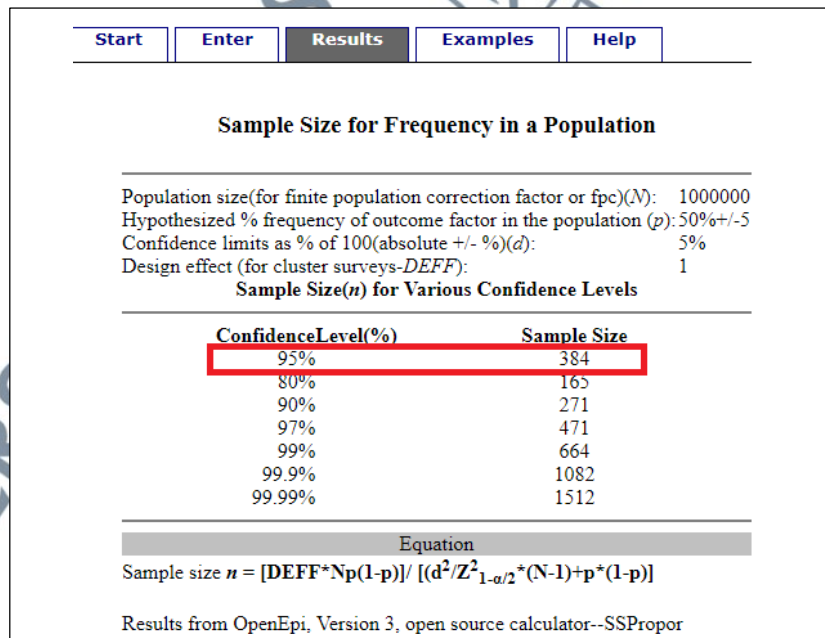 Start Enter Results Examples Help
Sample Size for Frequency in a Population
Population size(for finite population correction factor or fpc)(N): 1000000
Hypothesized % frequency of outcome factor in the population (p): 50%+/-5
Confidence limits as % of 100(absolute +/- %)(d): 5%
Design effect (for cluster surveys-DEFF): 1
Sample Size(n) for Various Confidence Levels
ConfidenceLevel(%) Sample Size
95% 384
80% 165
90% 271
97% 471
99% 664
99.9% 1082
99.99% 1512
Equation
Sample size n = [DEFF*Np(1-p)]/ [(d²/Z²₁₋α/₂*(N-1)+p*(1-p)]
Results from OpenEpi, Version 3, open source calculator--SSPropor